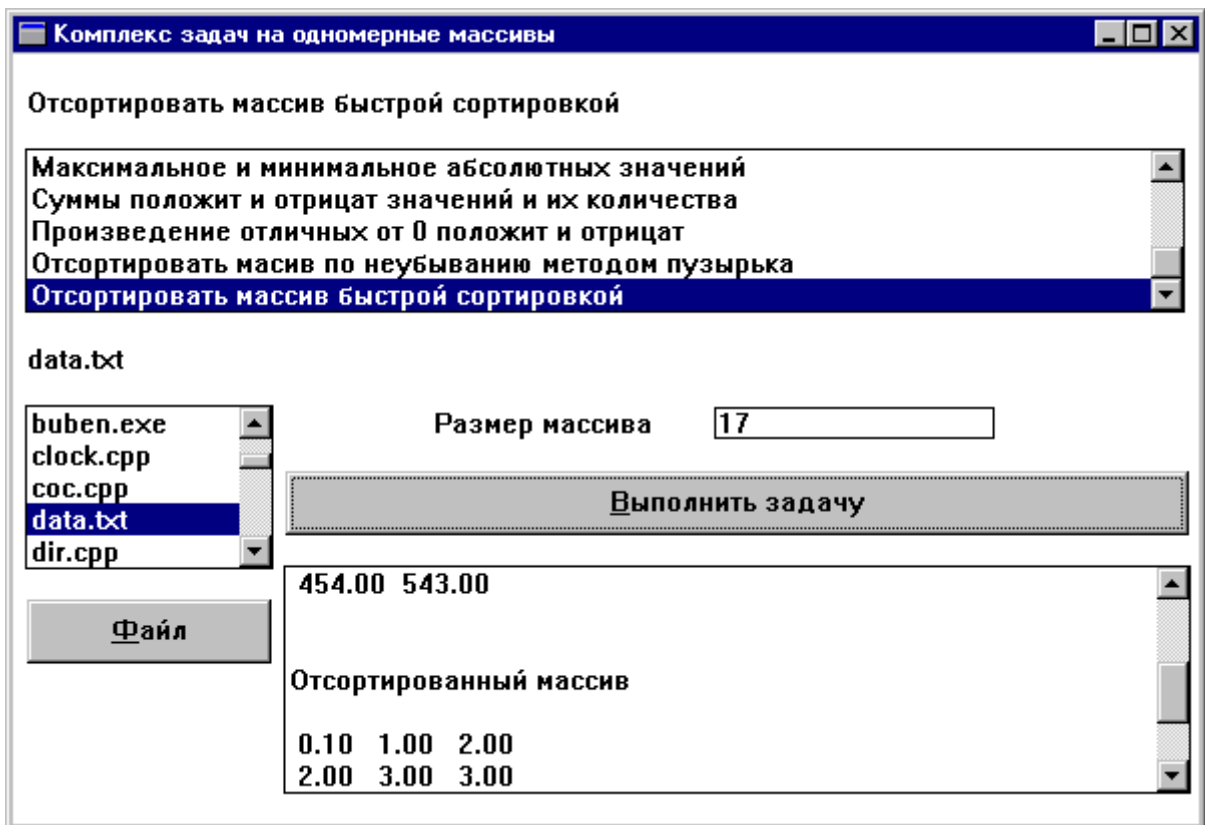 Комплекс задач на одномерные массивы
Отсортировать массив быстрой сортировкой
Максимальное и минимальное абсолютных значений
Суммы положит и отрицат значений и их количества
Произведение отличных от 0 положит и отрицат
Отсортировать масив по неубыванию методом пузырька
Отсортировать массив быстрой сортировкой
data.txt
buben.exe
clock.cpp
coc.cpp
data.txt
dir.cpp
Файл
Размер массива 17
Выполнить задачу
454.00 543.00
Отсортированный массив
0.10 1.00 2.00
2.00 3.00 3.00